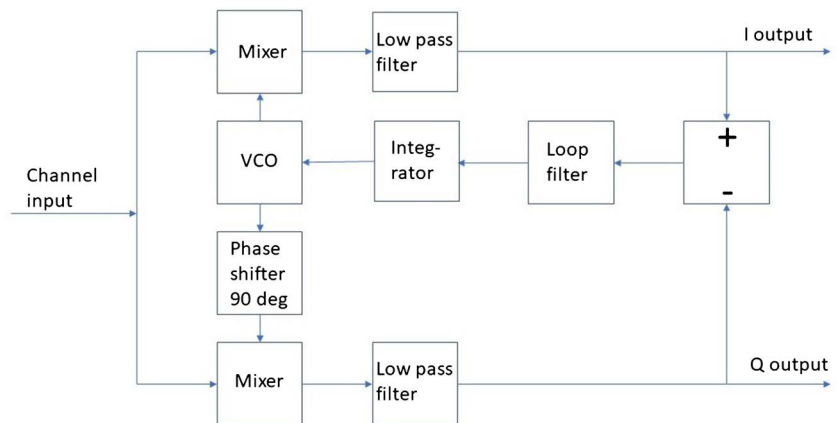 Mixer
Low pass
filter
I output
Channel
input
VCO
Integ-
rator
Loop
filter
+
-
Phase
shifter
90 deg
Mixer
Low pass
filter
Q output